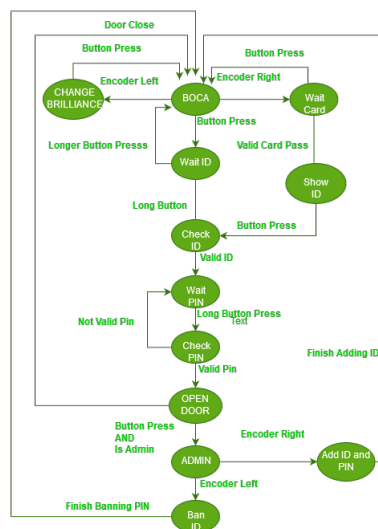 Door Close
Button Press
Button Press
Encoder Left
Encoder Right
CHANGE
BRILLIANCE
BOCA
Wait
Card
Button Press
Longer Button Presss
Valid Card Pass
Wait ID
Show
ID
Long Button
Button Press
Check
ID
Valid ID
Wait
PIN
Long Button Press
Text
Not Valid Pin
Check
PIN
Finish Adding ID
Valid Pin
OPEN
DOOR
Button Press
AND
Is Admin
Encoder Right
ADMIN
Add ID and
PIN
Encoder Left
Finish Banning PIN
Ban
ID